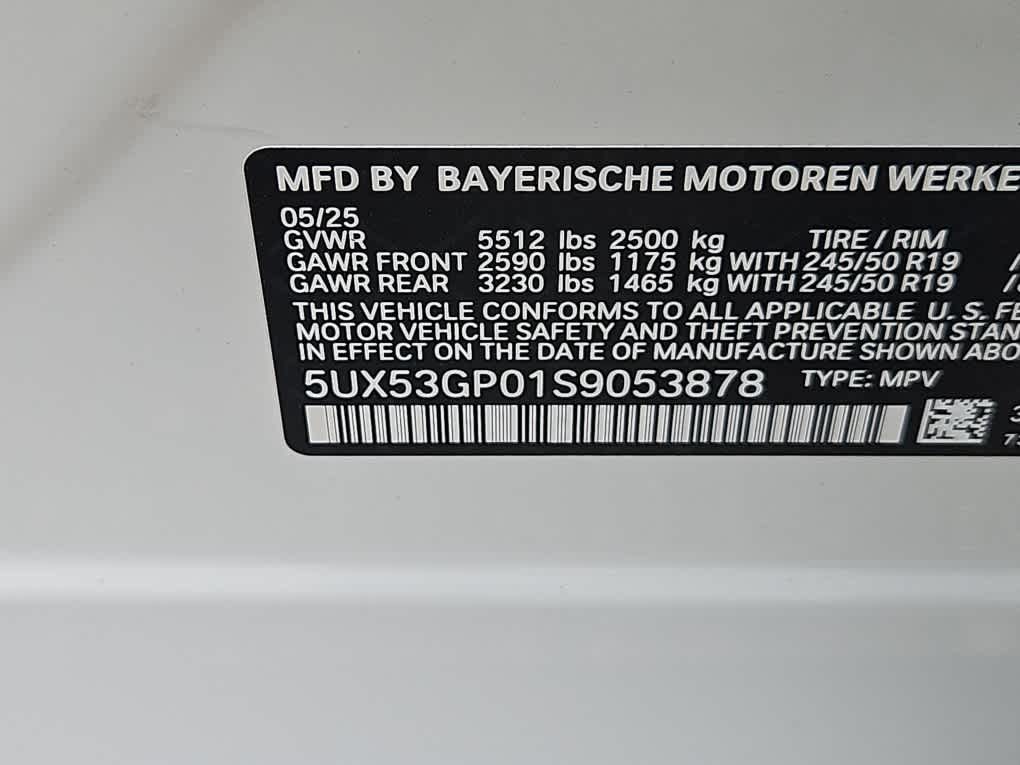 MFD BY BAYERISCHE MOTOREN WERKE
05/25
GVWR 5512 lbs 2500 kg TIRE / RIM
GAWR FRONT 2590 lbs 1175 kg WITH 245/50 R19
GAWR REAR 3230 lbs 1465 kg WITH 245/50 R19
THIS VEHICLE CONFORMS TO ALL APPLICABLE U. S. FE
MOTOR VEHICLE SAFETY AND THEFT PREVENTION STAN
IN EFFECT ON THE DATE OF MANUFACTURE SHOWN ABO
5UX53GP01S9053878 TYPE: MPV